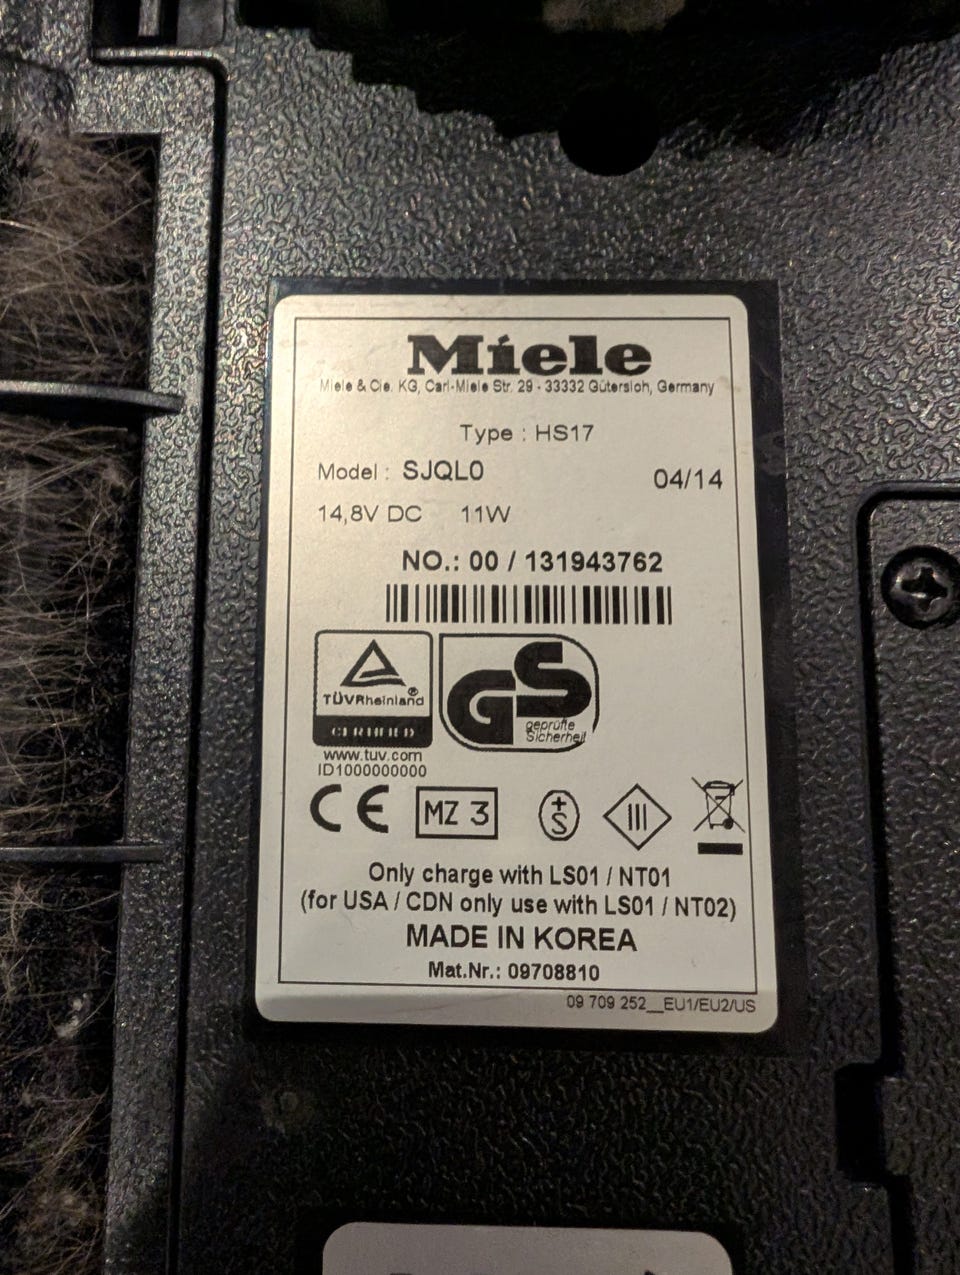 Miele
Miele & Cie. KG, Carl-Miele Str. 29 - 33332 Gütersloh, Germany
Type : HS17
Model : SJQL0 04/14
14,8V DC 11W
NO.: 00 / 131943762
TÜVRheinland®
CERTIFIED
www.tuv.com
ID1000000000
GS
geprüfte
Sicherheit
CE MZ 3 +S III
Only charge with LS01 / NT01
(for USA / CDN only use with LS01 / NT02)
MADE IN KOREA
Mat.Nr.: 09708810
09 709 252__EU1/EU2/US